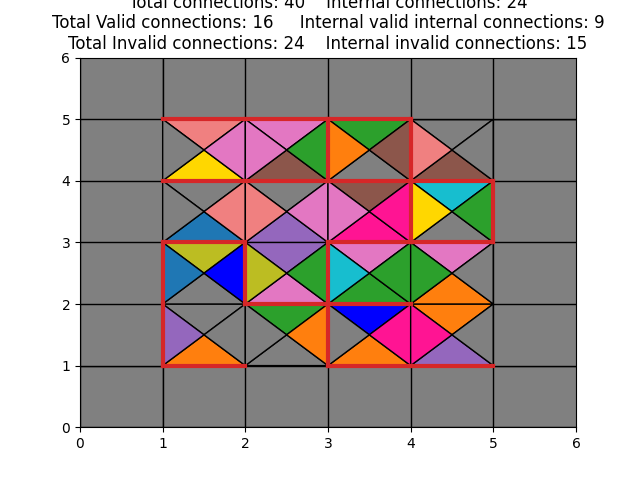 Total connections: 40    Internal connections: 24
Total Valid connections: 16    Internal valid internal connections: 9
Total Invalid connections: 24    Internal invalid connections: 15
6
5
4
3
2
1
0
0 1 2 3 4 5 6